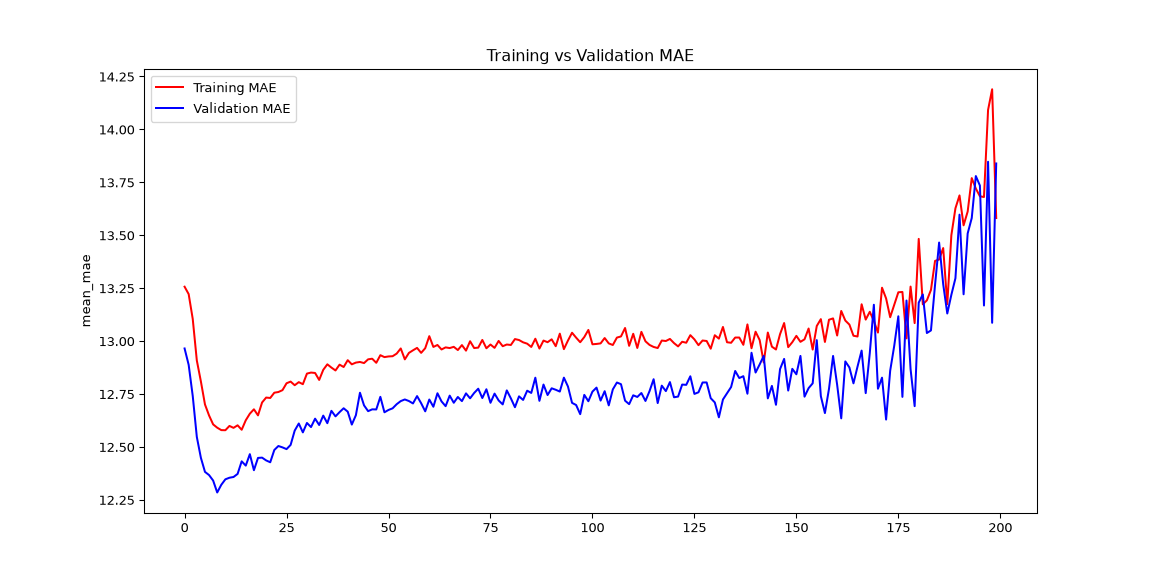 Training vs Validation MAE
Training MAE
Validation MAE
mean_mae
14.25
14.00
13.75
13.50
13.25
13.00
12.75
12.50
12.25
0 25 50 75 100 125 150 175 200